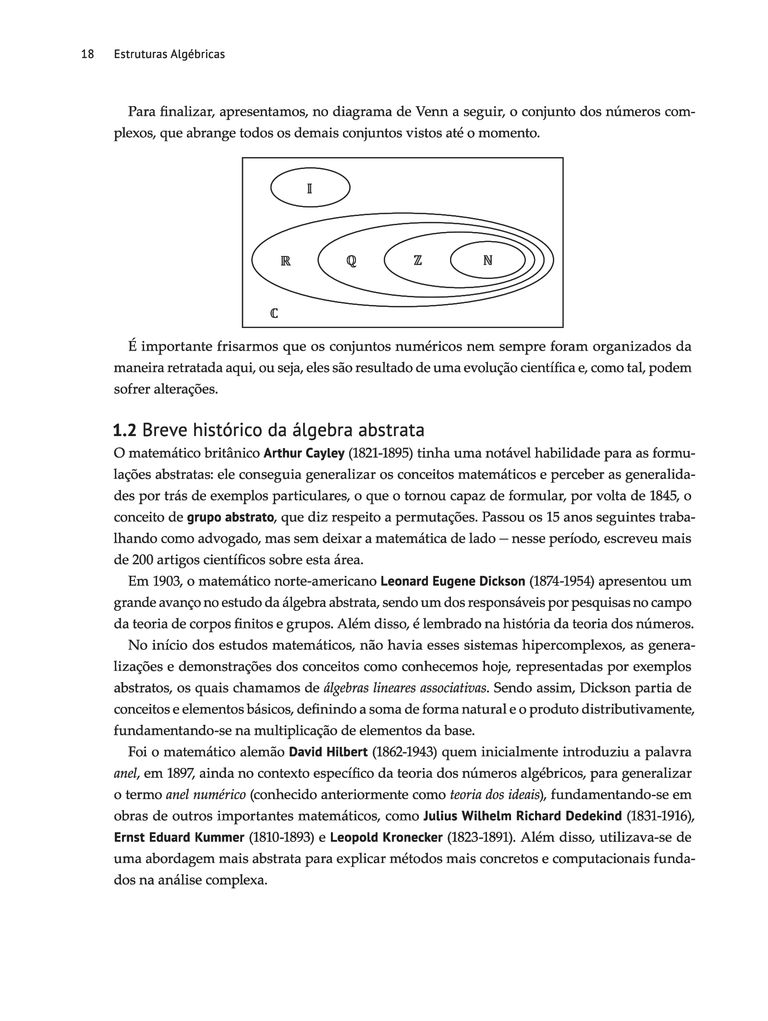 18 Estruturas Algébricas
Para finalizar, apresentamos, no diagrama de Venn a seguir, o conjunto dos números com-
plexos, que abrange todos os demais conjuntos vistos até o momento.
𝕀
ℝ ℚ ℤ ℕ
ℂ
É importante frisarmos que os conjuntos numéricos nem sempre foram organizados da
maneira retratada aqui, ou seja, eles são resultado de uma evolução científica e, como tal, podem
sofrer alterações.
1.2 Breve histórico da álgebra abstrata
O matemático britânico Arthur Cayley (1821-1895) tinha uma notável habilidade para as formu-
lações abstratas: ele conseguia generalizar os conceitos matemáticos e perceber as generalida-
des por trás de exemplos particulares, o que o tornou capaz de formular, por volta de 1845, o
conceito de grupo abstrato, que diz respeito a permutações. Passou os 15 anos seguintes traba-
lhando como advogado, mas sem deixar a matemática de lado – nesse período, escreveu mais
de 200 artigos científicos sobre esta área.
Em 1903, o matemático norte-americano Leonard Eugene Dickson (1874-1954) apresentou um
grande avanço no estudo da álgebra abstrata, sendo um dos responsáveis por pesquisas no campo
da teoria de corpos finitos e grupos. Além disso, é lembrado na história da teoria dos números.
No início dos estudos matemáticos, não havia esses sistemas hipercomplexos, as genera-
lizações e demonstrações dos conceitos como conhecemos hoje, representadas por exemplos
abstratos, os quais chamamos de álgebras lineares associativas. Sendo assim, Dickson partia de
conceitos e elementos básicos, definindo a soma de forma natural e o produto distributivamente,
fundamentando-se na multiplicação de elementos da base.
Foi o matemático alemão David Hilbert (1862-1943) quem inicialmente introduziu a palavra
anel, em 1897, ainda no contexto específico da teoria dos números algébricos, para generalizar
o termo anel numérico (conhecido anteriormente como teoria dos ideais), fundamentando-se em
obras de outros importantes matemáticos, como Julius Wilhelm Richard Dedekind (1831-1916),
Ernst Eduard Kummer (1810-1893) e Leopold Kronecker (1823-1891). Além disso, utilizava-se de
uma abordagem mais abstrata para explicar métodos mais concretos e computacionais funda-
dos na análise complexa.